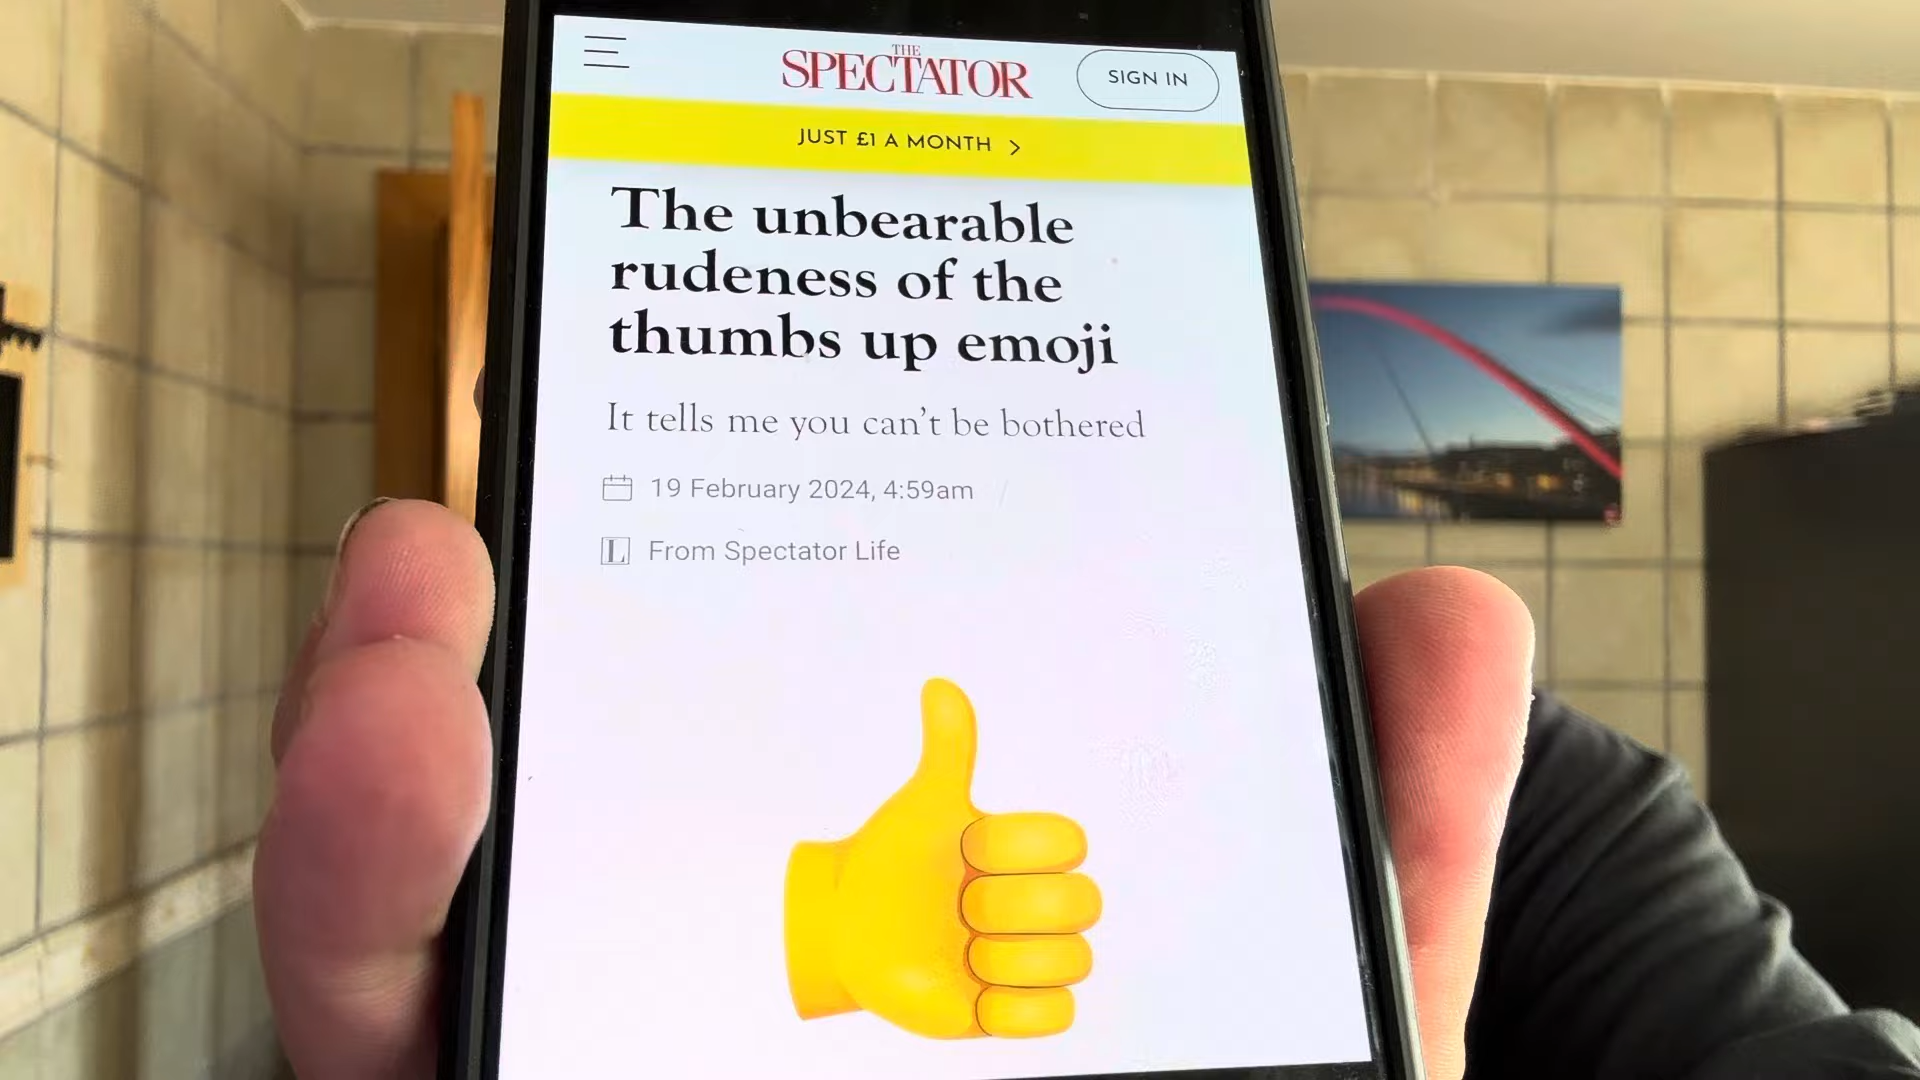 THE
SPECTATOR
SIGN IN
JUST £1 A MONTH >
The unbearable
rudeness of the
thumbs up emoji
It tells me you can't be bothered
19 February 2024, 4:59am
L From Spectator Life